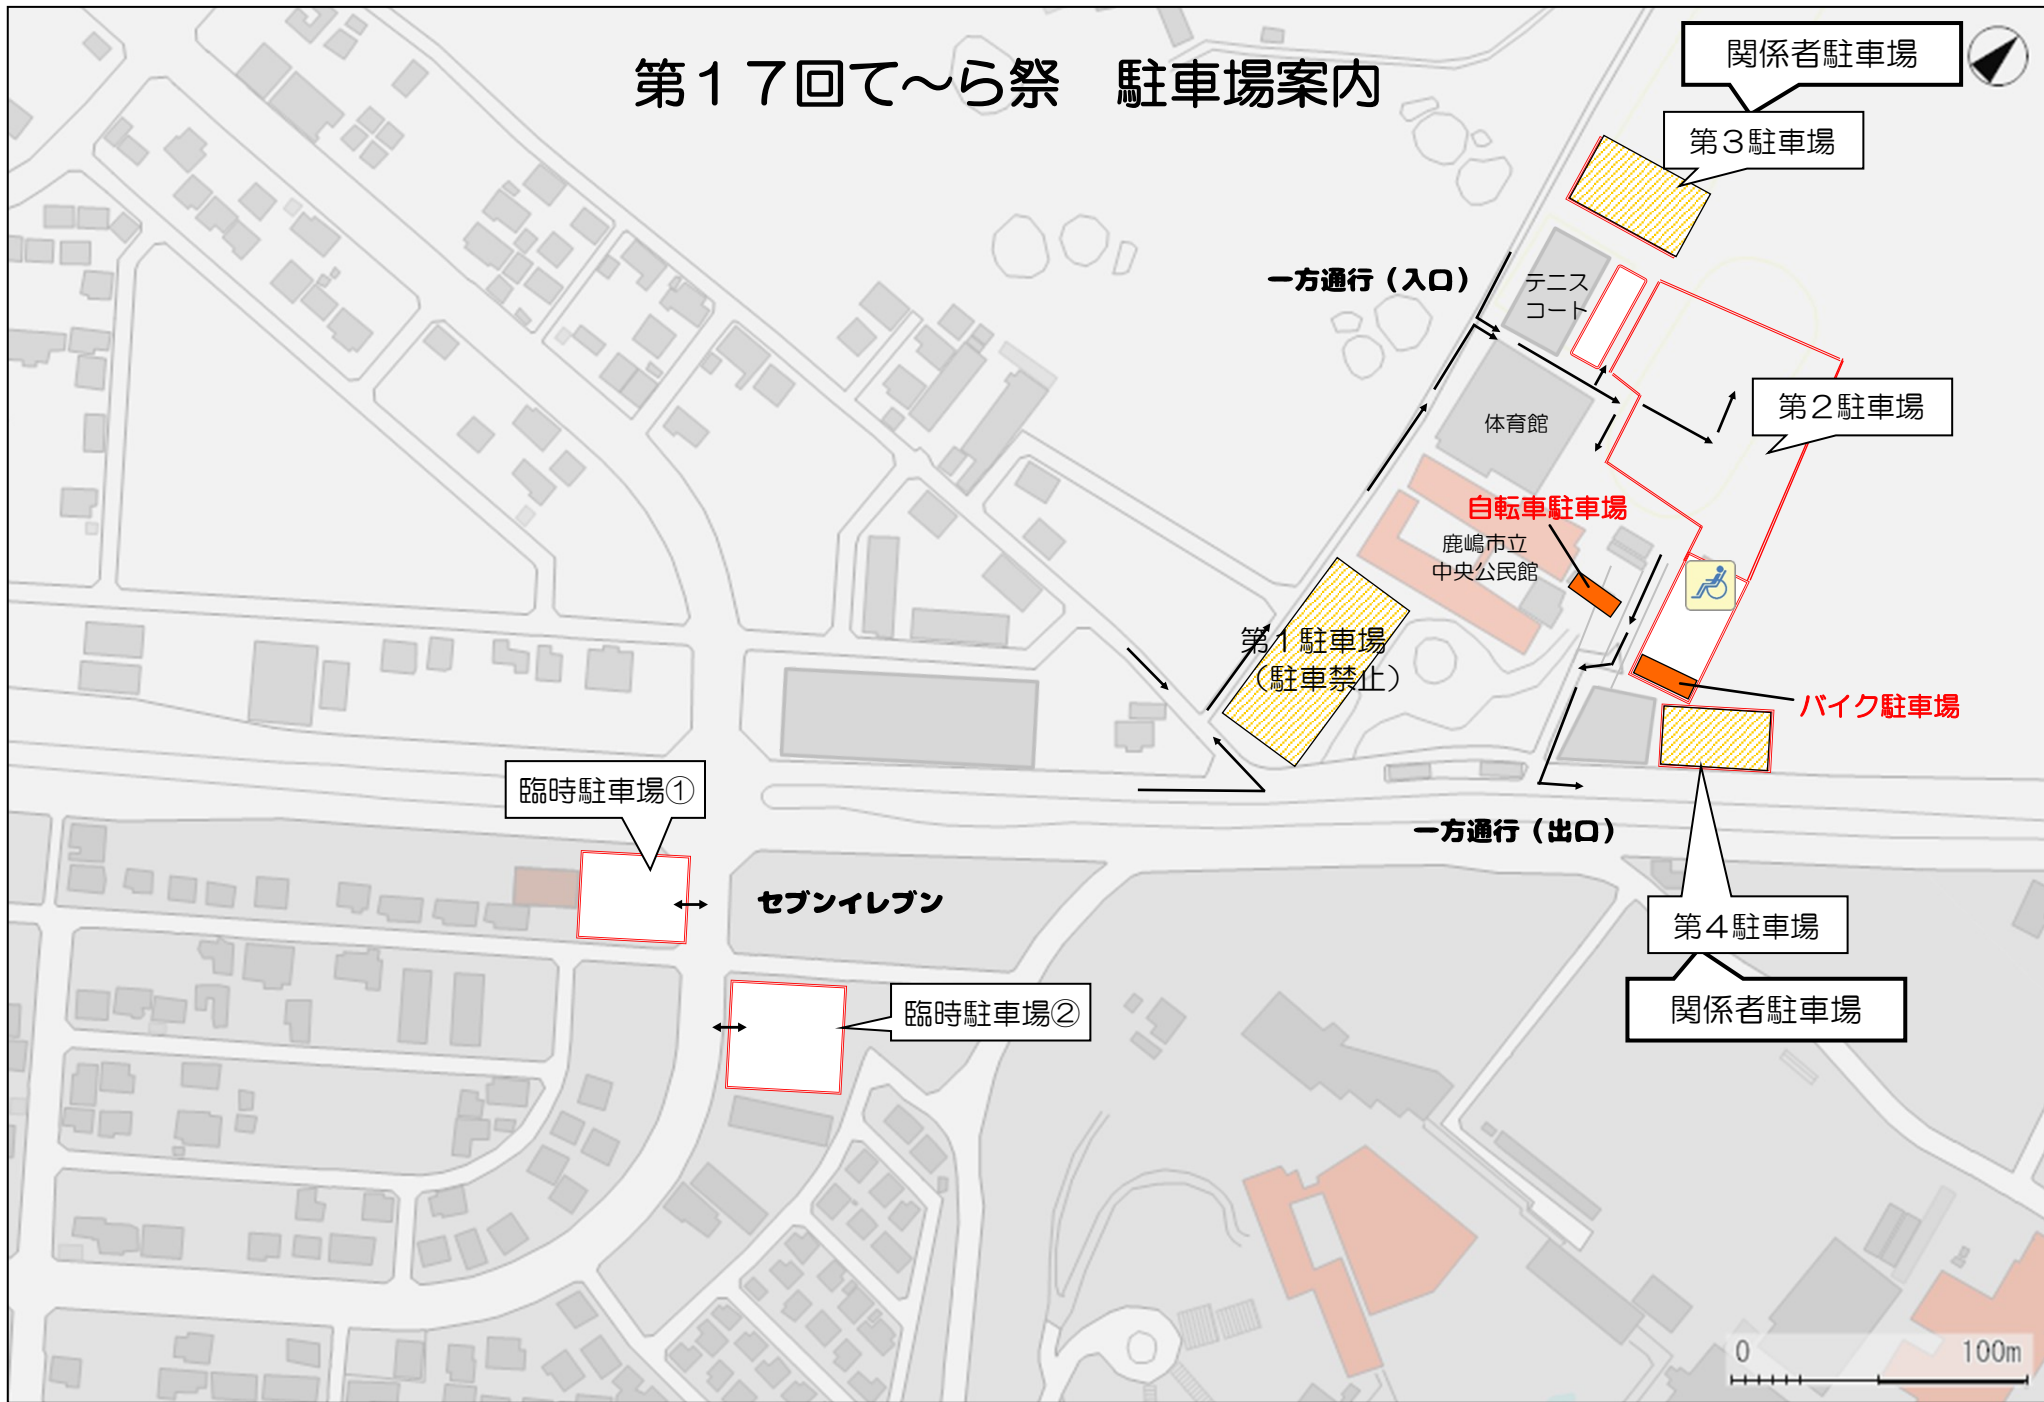 第１７回て～ら祭　駐車場案内
関係者駐車場
第３駐車場
一方通行（入口）
テニス
コート
第２駐車場
体育館
自転車駐車場
鹿嶋市立
中央公民館
第１駐車場
（駐車禁止）
バイク駐車場
臨時駐車場①
一方通行（出口）
セブンイレブン
第４駐車場
関係者駐車場
臨時駐車場②
0 100m